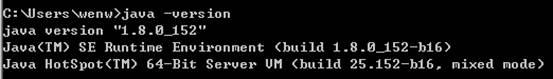 C:\Users\wenw>java -version
java version "1.8.0_152"
Java(TM) SE Runtime Environment (build 1.8.0_152-b16)
Java HotSpot(TM) 64-Bit Server VM (build 25.152-b16, mixed mode)